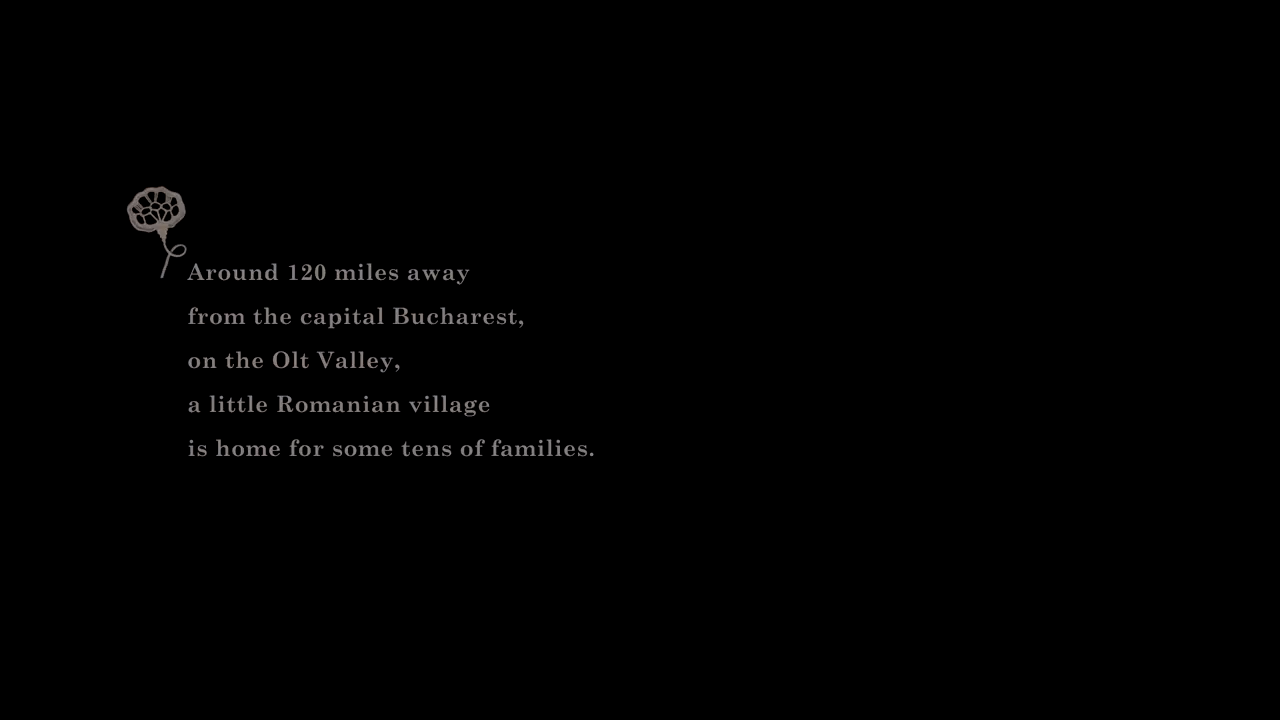 Around 120 miles away
from the capital Bucharest,
on the Olt Valley,
a little Romanian village
is home for some tens of families.